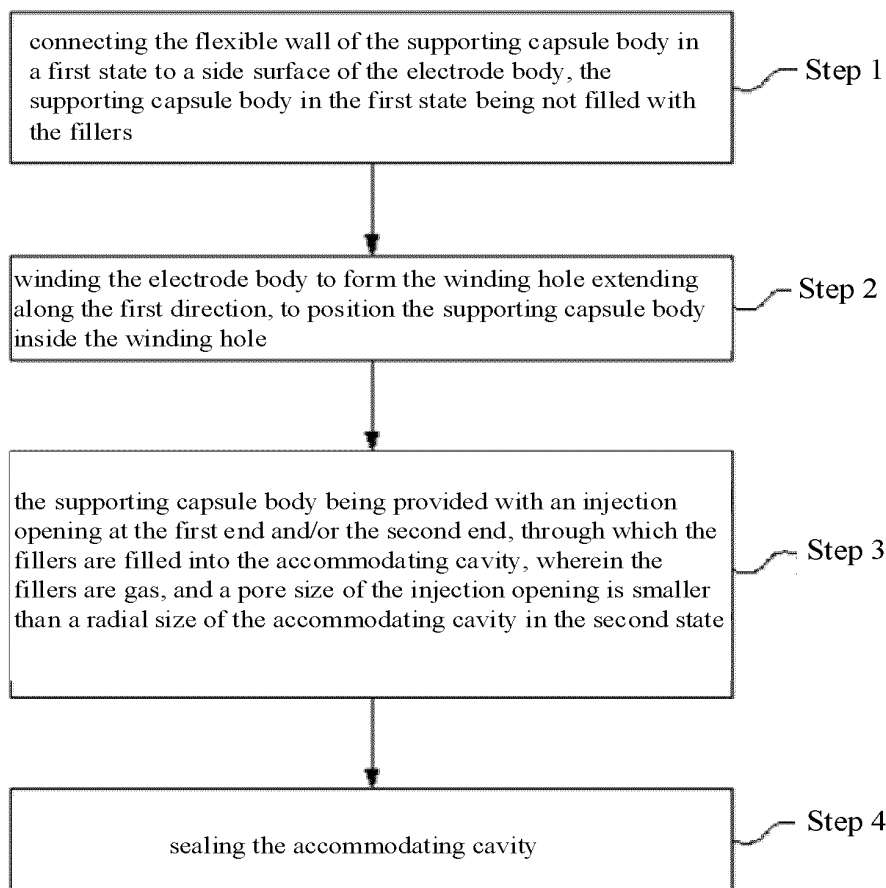 connecting the flexible wall of the supporting capsule body in
a first state to a side surface of the electrode body, the
supporting capsule body in the first state being not filled with
the fillers
Step 1
winding the electrode body to form the winding hole extending
along the first direction, to position the supporting capsule body
inside the winding hole
Step 2
the supporting capsule body being provided with an injection
opening at the first end and/or the second end, through which the
fillers are filled into the accommodating cavity, wherein the
fillers are gas, and a pore size of the injection opening is smaller
than a radial size of the accommodating cavity in the second state
Step 3
sealing the accommodating cavity
Step 4